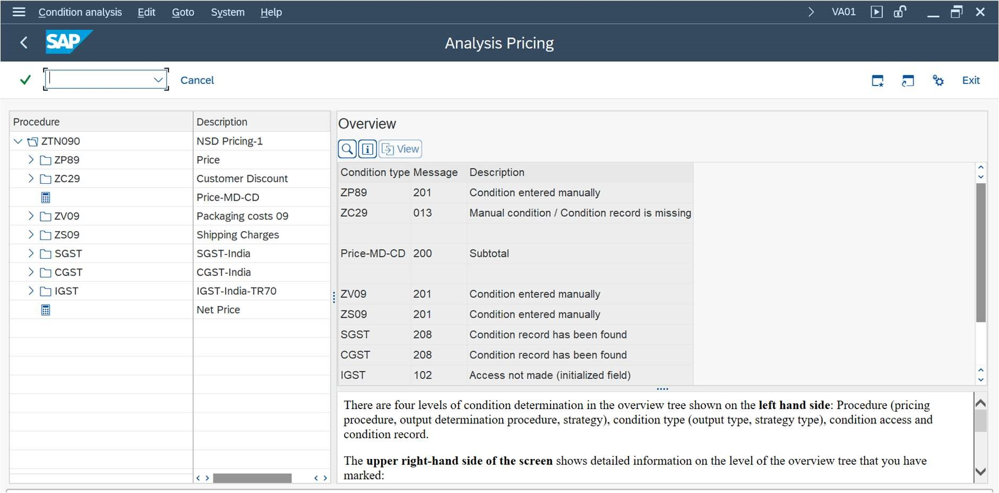 Condition analysis Edit Goto System Help VA01
SAP Analysis Pricing
Cancel Exit
Procedure Description
ZTN090 NSD Pricing-1
ZP89 Price
ZC29 Customer Discount
Price-MD-CD
ZV09 Packaging costs 09
ZS09 Shipping Charges
SGST SGST-India
CGST CGST-India
IGST IGST-India-TR70
Net Price
Overview
View
Condition type Message Description
ZP89 201 Condition entered manually
ZC29 013 Manual condition / Condition record is missing
Price-MD-CD 200 Subtotal
ZV09 201 Condition entered manually
ZS09 201 Condition entered manually
SGST 208 Condition record has been found
CGST 208 Condition record has been found
IGST 102 Access not made (initialized field)
There are four levels of condition determination in the overview tree shown on the left hand side: Procedure (pricing
procedure, output determination procedure, strategy), condition type (output type, strategy type), condition access and
condition record.
The upper right-hand side of the screen shows detailed information on the level of the overview tree that you have
marked: